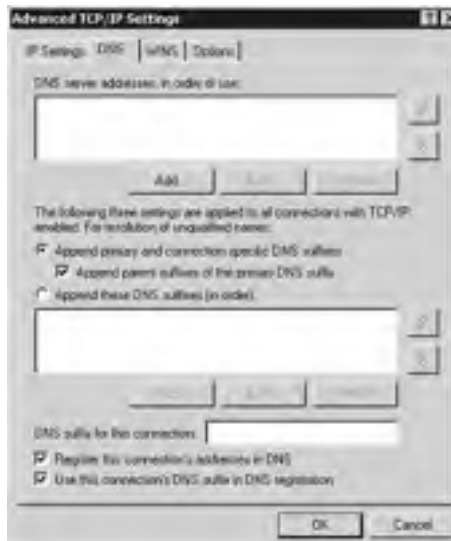 Advanced TCP/IP Settings
IP Settings DNS WINS Options
DNS server addresses, in order of use:
Add...
The following three settings are applied to all connections with TCP/IP
enabled. For resolution of unqualified names:
Append primary and connection specific DNS suffixes
Append parent suffixes of the primary DNS suffix
Append these DNS suffixes (in order):
DNS suffix for this connection:
Register this connection's addresses in DNS
Use this connection's DNS suffix in DNS registration
OK Cancel